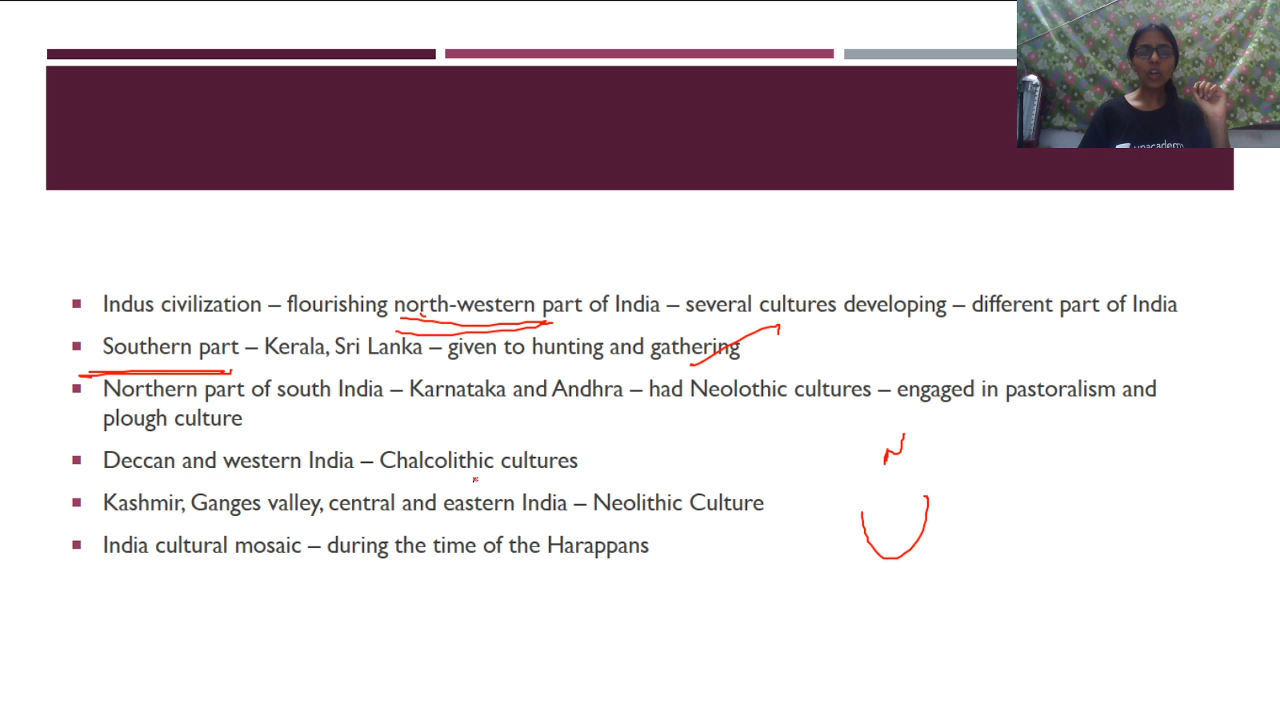 unacademy
Indus civilization – flourishing north-western part of India – several cultures developing – different part of India
Southern part – Kerala, Sri Lanka – given to hunting and gathering
Northern part of south India – Karnataka and Andhra – had Neolothic cultures – engaged in pastoralism and
plough culture
Deccan and western India – Chalcolithic cultures
N
Kashmir, Ganges valley, central and eastern India – Neolithic Culture
India cultural mosaic – during the time of the Harappans